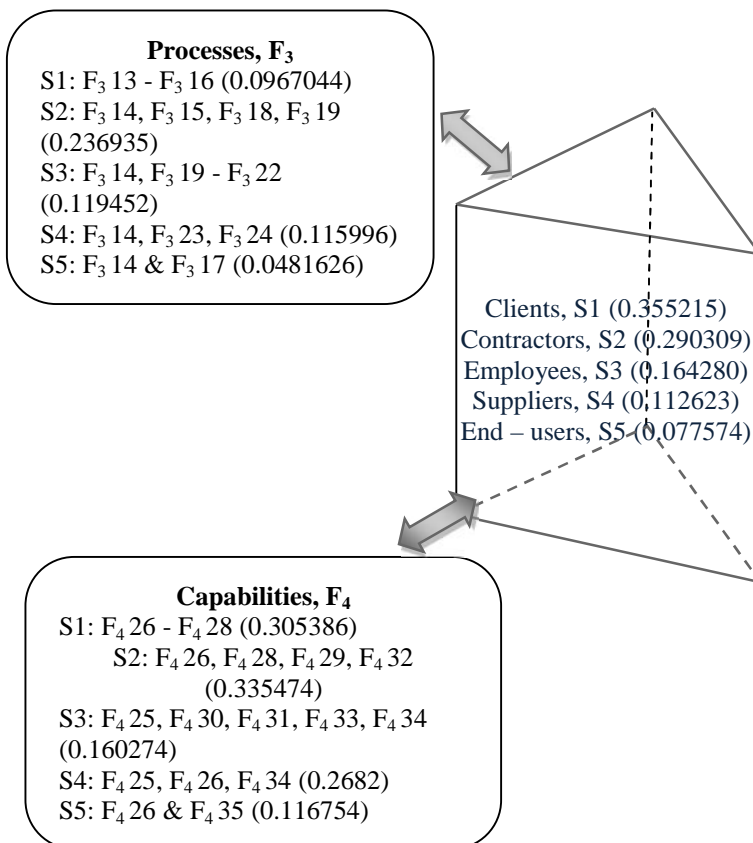 Processes, F3
S1: F3 13 - F3 16 (0.0967044)
S2: F3 14, F3 15, F3 18, F3 19
(0.236935)
S3: F3 14, F3 19 - F3 22
(0.119452)
S4: F3 14, F3 23, F3 24 (0.115996)
S5: F3 14 & F3 17 (0.0481626)
Clients, S1 (0.355215)
Contractors, S2 (0.290309)
Employees, S3 (0.164280)
Suppliers, S4 (0.112623)
End – users, S5 (0.077574)
Capabilities, F4
S1: F4 26 - F4 28 (0.305386)
S2: F4 26, F4 28, F4 29, F4 32
(0.335474)
S3: F4 25, F4 30, F4 31, F4 33, F4 34
(0.160274)
S4: F4 25, F4 26, F4 34 (0.2682)
S5: F4 26 & F4 35 (0.116754)